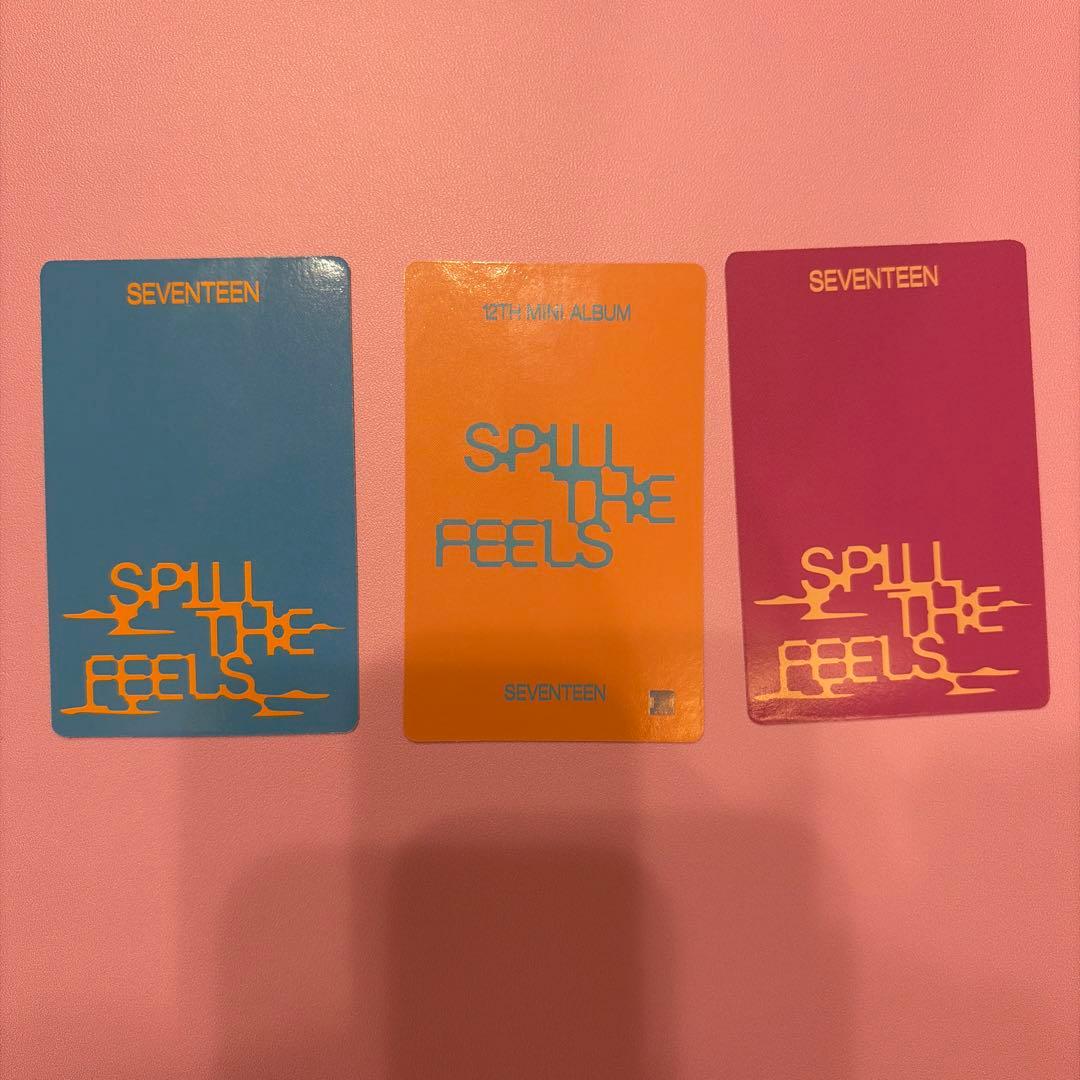 SEVENTEEN
SPILL
THE
FEELS
12TH MINI ALBUM
SPILL
THE
FEELS
SEVENTEEN
SEVENTEEN
SPILL
THE
FEELS